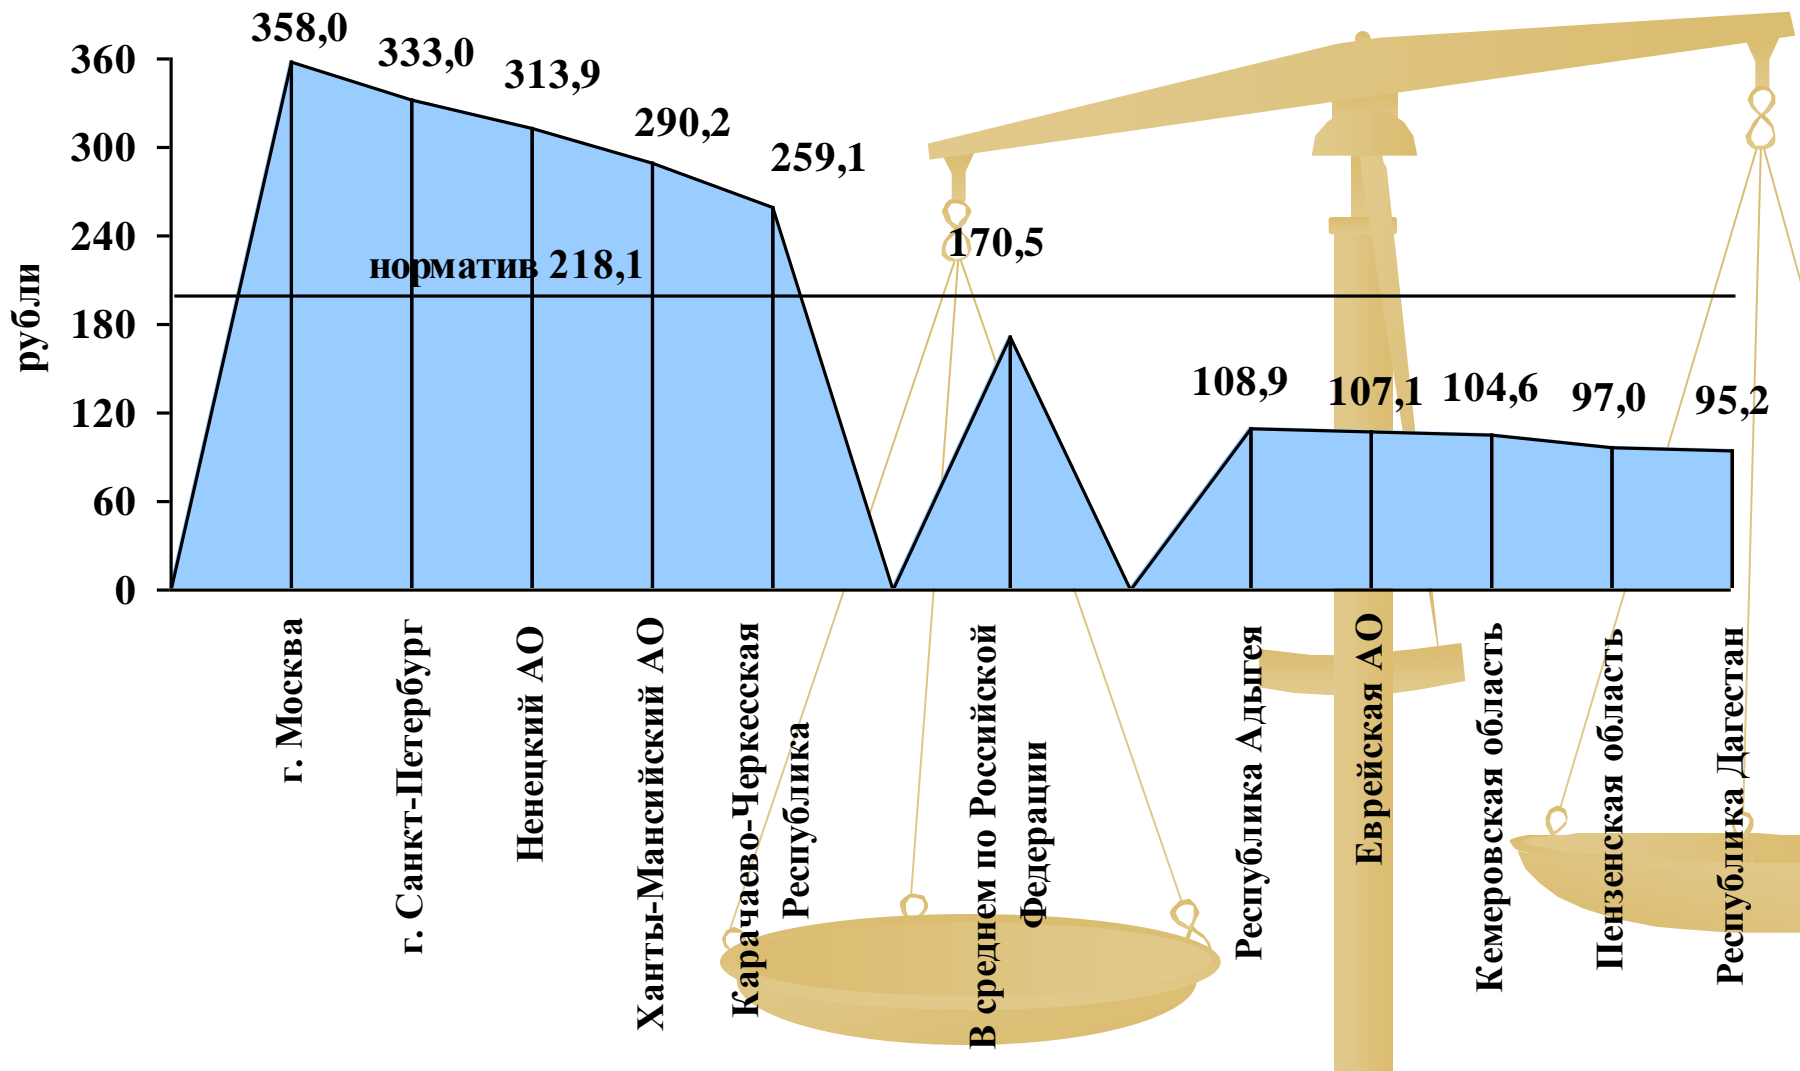 358,0
333,0
313,9
290,2
259,1
170,5
108,9
107,1
104,6
97,0
95,2
360
300
240
180
120
60
0
рубли
норматив 218,1
г. Москва
г. Санкт-Петербург
Ненецкий АО
Ханты-Мансийский АО
Карачаево-Черкесская
Республика
В среднем по Российской
Федерации
Республика Адыгея
Еврейская АО
Кемеровская область
Пензенская область
Республика Дагестан